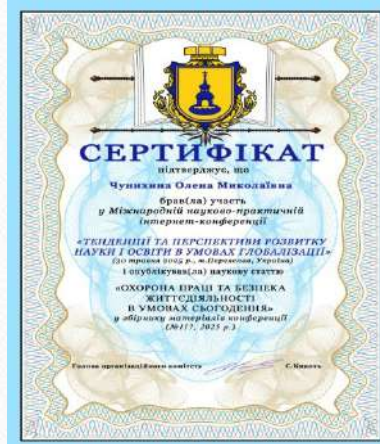 СЕРТИФІКАТ
підтверджує, що
Чунихина Олена Миколаївна
брав(ла) участь
у Міжнародній науково-практичній
інтернет-конференції
«ТЕНДЕНЦІЇ ТА ПЕРСПЕКТИВИ РОЗВИТКУ
НАУКИ І ОСВІТИ В УМОВАХ ГЛОБАЛІЗАЦІЇ»
2025 р., м.Переяслав, Україна)
і опублікував(ла) наукову статтю
«ОХОРОНА ПРАЦІ ТА БЕЗПЕКА
ЖИТТЄДІЯЛЬНОСТІ
В УМОВАХ СЬОГОДЕННЯ»
у збірнику матеріалів конференції
2025 р.)
Голова організаційного комітету